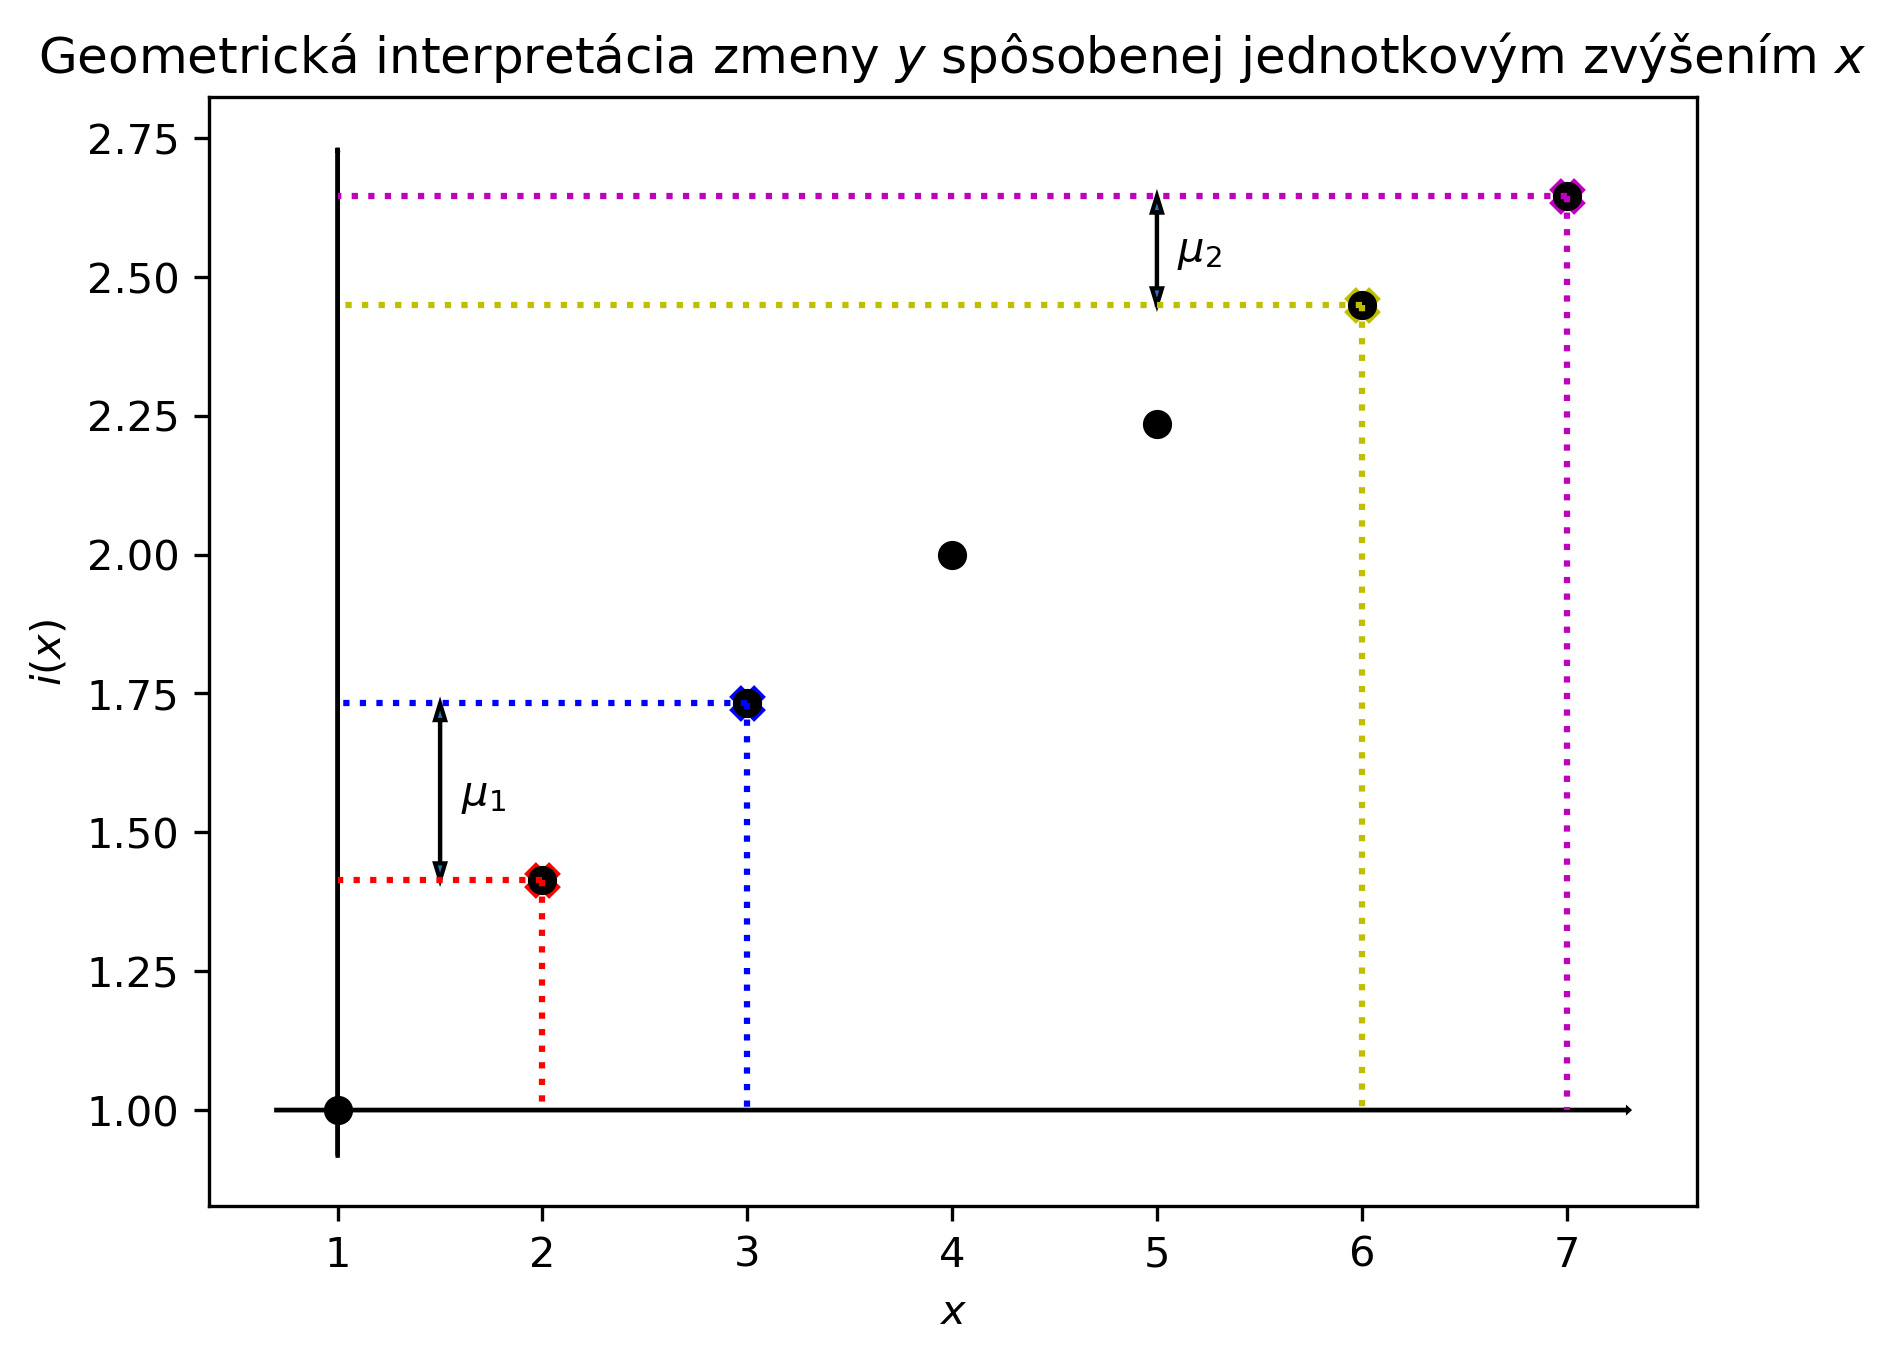 Geometrická interpretácia zmeny y spôsobenej jednotkovým zvýšením x
2.75
2.50
2.25
2.00
1.75
1.50
1.25
1.00
i(x)
μ₂
μ₁
1 2 3 4 5 6 7
x